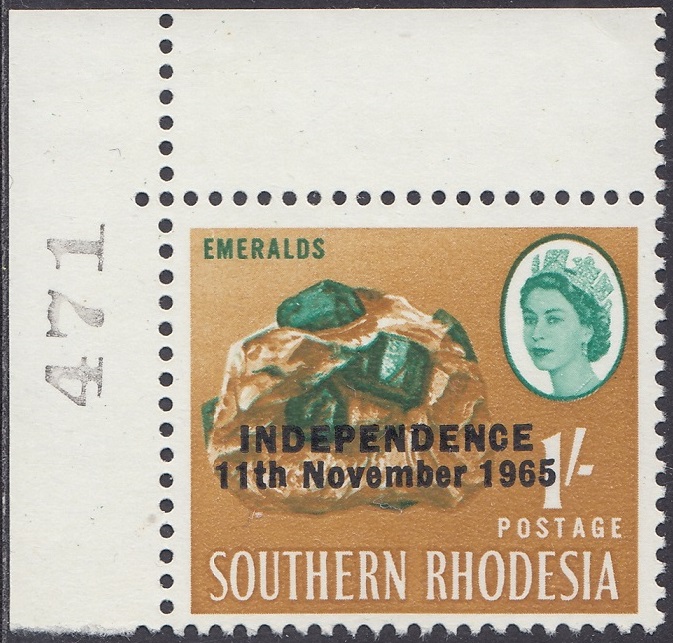 471
EMERALDS
INDEPENDENCE
11th November 1965
1/-
POSTAGE
SOUTHERN RHODESIA